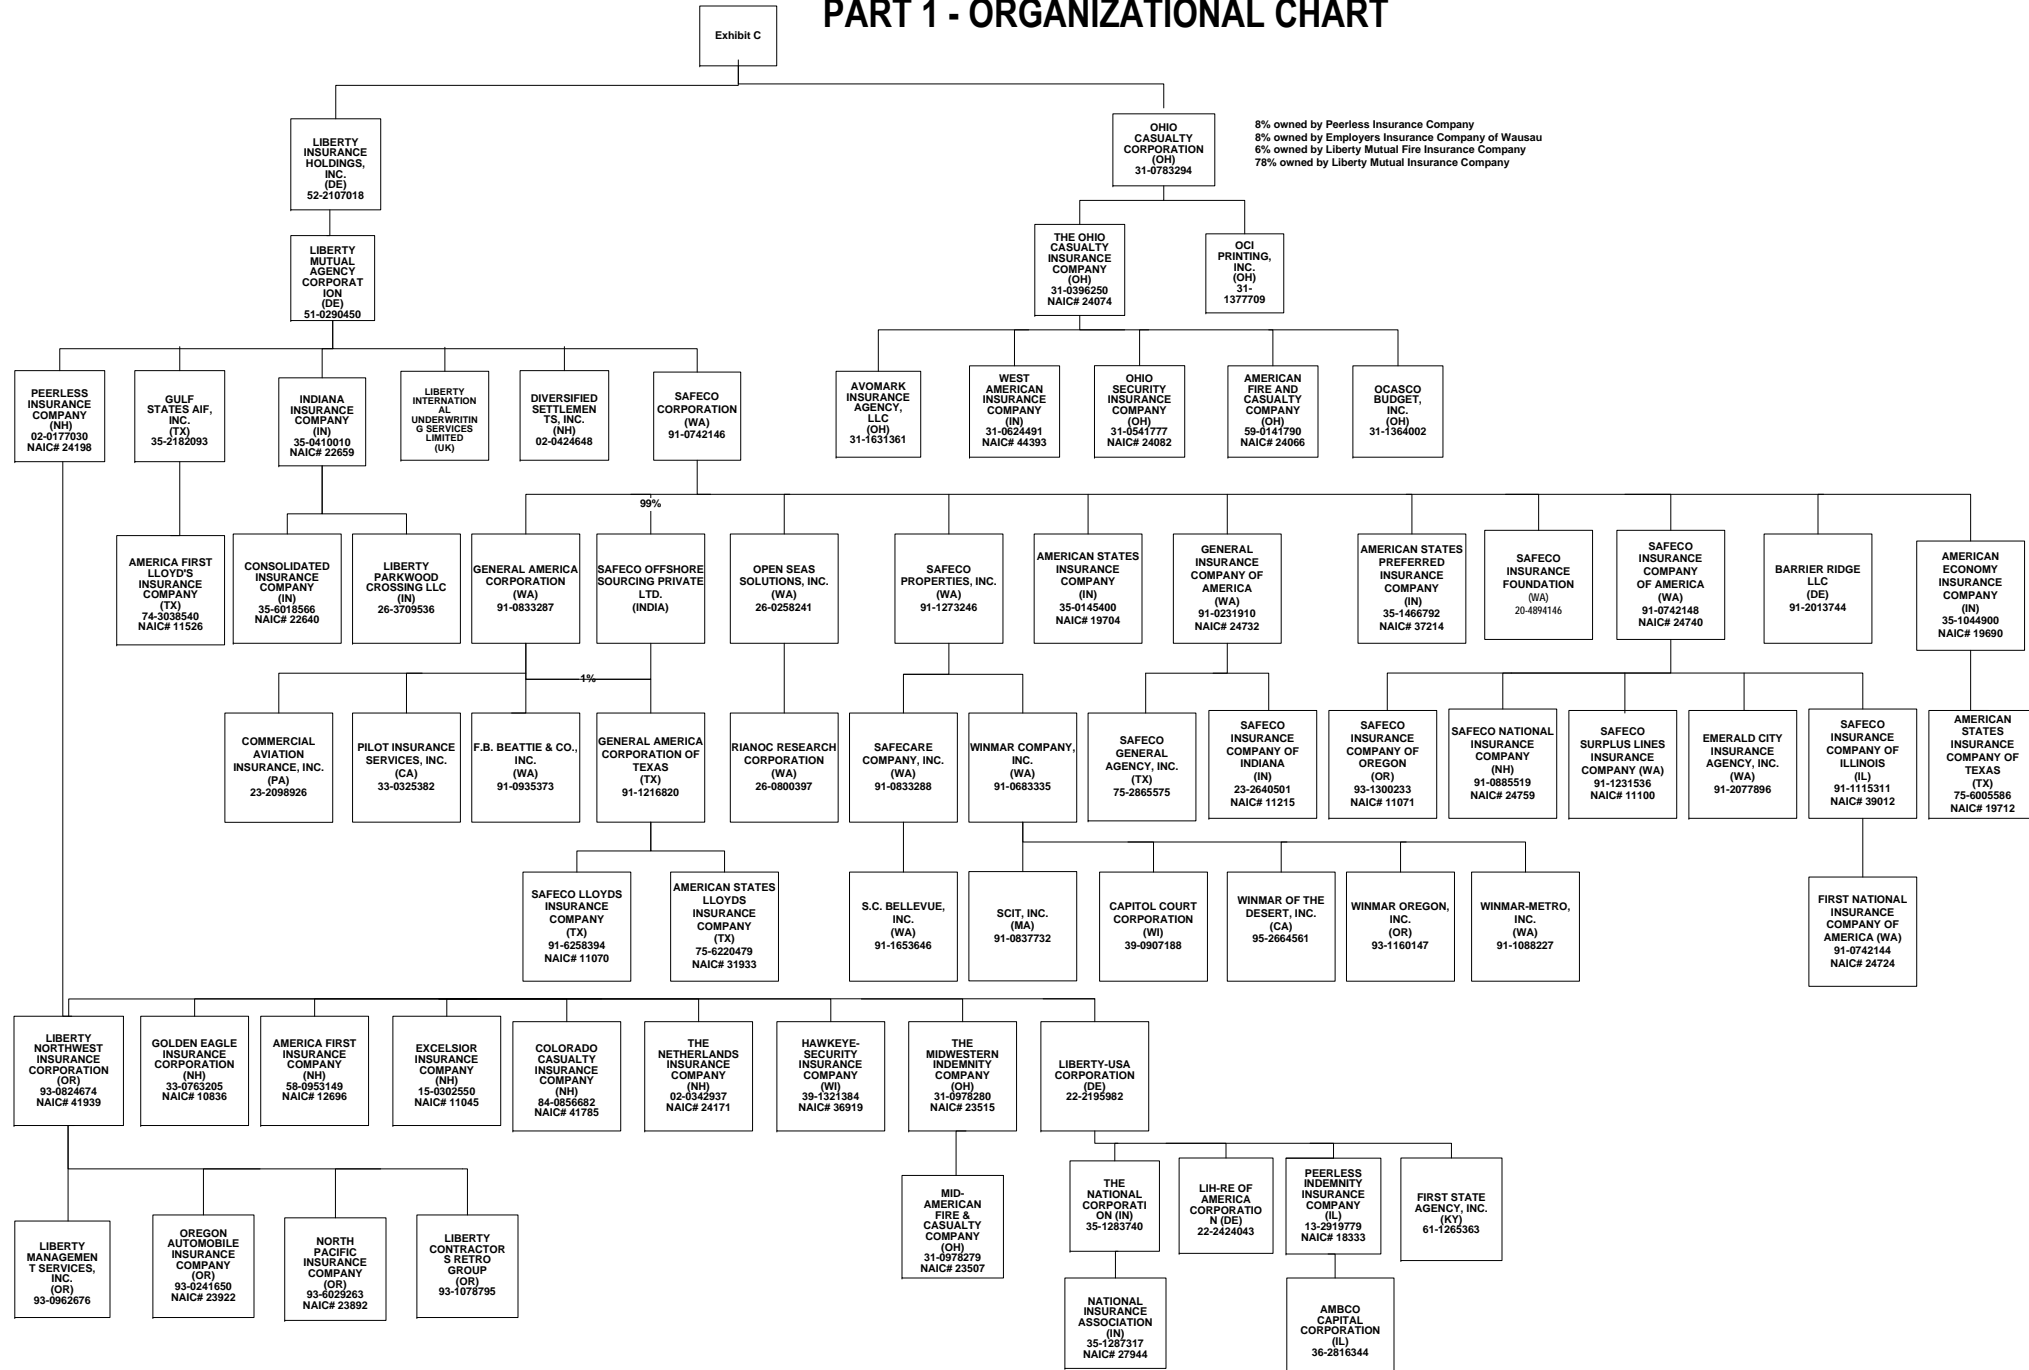 PART 1 - ORGANIZATIONAL CHART
Exhibit C
LIBERTY
INSURANCE
HOLDINGS,
INC.
(DE)
52-2107018
OHIO
CASUALTY
CORPORATION
(OH)
31-0783294
8% owned by Peerless Insurance Company
8% owned by Employers Insurance Company of Wausau
6% owned by Liberty Mutual Fire Insurance Company
78% owned by Liberty Mutual Insurance Company
LIBERTY
MUTUAL
AGENCY
CORPORAT
ION
(DE)
51-0290450
THE OHIO
CASUALTY
INSURANCE
COMPANY
(OH)
31-0396250
NAIC# 24074
OCI
PRINTING,
INC.
(OH)
31-
1377709
PEERLESS
INSURANCE
COMPANY
(NH)
02-0177030
NAIC# 24198
GULF
STATES AIF,
INC.
(TX)
35-2182093
INDIANA
INSURANCE
COMPANY
(IN)
35-0410010
NAIC# 22659
LIBERTY
INTERNATION
AL
UNDERWRITIN
G SERVICES
LIMITED
(UK)
DIVERSIFIED
SETTLEMEN
TS, INC.
(NH)
02-0424648
SAFECO
CORPORATION
(WA)
91-0742146
AVOMARK
INSURANCE
AGENCY,
LLC
(OH)
31-1631361
WEST
AMERICAN
INSURANCE
COMPANY
(IN)
31-0624491
NAIC# 44393
OHIO
SECURITY
INSURANCE
COMPANY
(OH)
31-0541777
NAIC# 24082
AMERICAN
FIRE AND
CASUALTY
COMPANY
(OH)
59-0141790
NAIC# 24066
OCASCO
BUDGET,
INC.
(OH)
31-1364002
99%
AMERICA FIRST
LLOYD'S
INSURANCE
COMPANY
(TX)
74-3038540
NAIC# 11526
CONSOLIDATED
INSURANCE
COMPANY
(IN)
35-6018566
NAIC# 22640
LIBERTY
PARKWOOD
CROSSING LLC
(IN)
26-3709536
GENERAL AMERICA
CORPORATION
(WA)
91-0833287
SAFECO OFFSHORE
SOURCING PRIVATE
LTD.
(INDIA)
OPEN SEAS
SOLUTIONS, INC.
(WA)
26-0258241
SAFECO
PROPERTIES, INC.
(WA)
91-1273246
AMERICAN STATES
INSURANCE
COMPANY
(IN)
35-0145400
NAIC# 19704
GENERAL
INSURANCE
COMPANY OF
AMERICA
(WA)
91-0231910
NAIC# 24732
AMERICAN STATES
PREFERRED
INSURANCE
COMPANY
(IN)
35-1466792
NAIC# 37214
SAFECO
INSURANCE
FOUNDATION
(WA)
20-4894146
SAFECO
INSURANCE
COMPANY
OF AMERICA
(WA)
91-0742148
NAIC# 24740
BARRIER RIDGE
LLC
(DE)
91-2013744
AMERICAN
ECONOMY
INSURANCE
COMPANY
(IN)
35-1044900
NAIC# 19690
1%
COMMERCIAL
AVIATION
INSURANCE, INC.
(PA)
23-2098926
PILOT INSURANCE
SERVICES, INC.
(CA)
33-0325382
F.B. BEATTIE & CO.,
INC.
(WA)
91-0935373
GENERAL AMERICA
CORPORATION OF
TEXAS
(TX)
91-1216820
RIANOC RESEARCH
CORPORATION
(WA)
26-0800397
SAFECARE
COMPANY, INC.
(WA)
91-0833288
WINMAR COMPANY,
INC.
(WA)
91-0683335
SAFECO
GENERAL
AGENCY, INC.
(TX)
75-2865575
SAFECO
INSURANCE
COMPANY OF
INDIANA
(IN)
23-2640501
NAIC# 11215
SAFECO
INSURANCE
COMPANY OF
OREGON
(OR)
93-1300233
NAIC# 11071
SAFECO NATIONAL
INSURANCE
COMPANY
(NH)
91-0885519
NAIC# 24759
SAFECO
SURPLUS LINES
INSURANCE
COMPANY (WA)
91-1231536
NAIC# 11100
EMERALD CITY
INSURANCE
AGENCY, INC.
(WA)
91-2077896
SAFECO
INSURANCE
COMPANY OF
ILLINOIS
(IL)
91-1115311
NAIC# 39012
AMERICAN
STATES
INSURANCE
COMPANY OF
TEXAS
(TX)
75-6005586
NAIC# 19712
SAFECO LLOYDS
INSURANCE
COMPANY
(TX)
91-6258394
NAIC# 11070
AMERICAN STATES
LLOYDS
INSURANCE
COMPANY
(TX)
75-6220479
NAIC# 31933
S.C. BELLEVUE,
INC.
(WA)
91-1653646
SCIT, INC.
(MA)
91-0837732
CAPITOL COURT
CORPORATION
(WI)
39-0907188
WINMAR OF THE
DESERT, INC.
(CA)
95-2664561
WINMAR OREGON,
INC.
(OR)
93-1160147
WINMAR-METRO,
INC.
(WA)
91-1088227
FIRST NATIONAL
INSURANCE
COMPANY OF
AMERICA (WA)
91-0742144
NAIC# 24724
LIBERTY
NORTHWEST
INSURANCE
CORPORATION
(OR)
93-0824674
NAIC# 41939
GOLDEN EAGLE
INSURANCE
CORPORATION
(NH)
33-0763205
NAIC# 10836
AMERICA FIRST
INSURANCE
COMPANY
(NH)
58-0953149
NAIC# 12696
EXCELSIOR
INSURANCE
COMPANY
(NH)
15-0302550
NAIC# 11045
COLORADO
CASUALTY
INSURANCE
COMPANY
(NH)
84-0856682
NAIC# 41785
THE
NETHERLANDS
INSURANCE
COMPANY
(NH)
02-0342937
NAIC# 24171
HAWKEYE-
SECURITY
INSURANCE
COMPANY
(WI)
39-1321384
NAIC# 36919
THE
MIDWESTERN
INDEMNITY
COMPANY
(OH)
31-0978280
NAIC# 23515
LIBERTY-USA
CORPORATION
(DE)
22-2195982
LIBERTY
MANAGEMEN
T SERVICES,
INC.
(OR)
93-0962676
OREGON
AUTOMOBILE
INSURANCE
COMPANY
(OR)
93-0241650
NAIC# 23922
NORTH
PACIFIC
INSURANCE
COMPANY
(OR)
93-6029263
NAIC# 23892
LIBERTY
CONTRACTOR
S RETRO
GROUP
(OR)
93-1078795
MID-
AMERICAN
FIRE &
CASUALTY
COMPANY
(OH)
31-0978279
NAIC# 23507
THE
NATIONAL
CORPORATI
ON (IN)
35-1283740
LIH-RE OF
AMERICA
CORPORATIO
N (DE)
22-2424043
PEERLESS
INDEMNITY
INSURANCE
COMPANY
(IL)
13-2919779
NAIC# 18333
FIRST STATE
AGENCY, INC.
(KY)
61-1265363
NATIONAL
INSURANCE
ASSOCIATION
(IN)
35-1287317
NAIC# 27944
AMBCO
CAPITAL
CORPORATION
(IL)
36-2816344